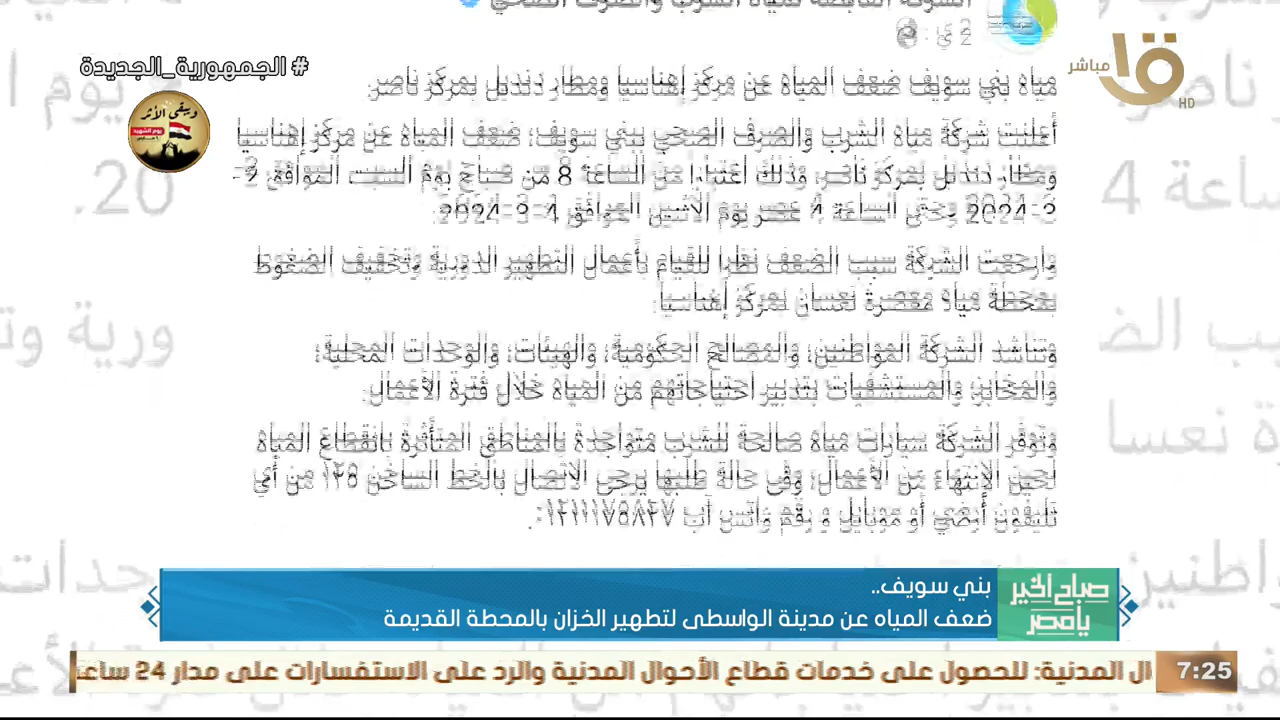 # الجمهورية_الجديدة
مباشر
HD
ويبقى الأثر
يوم الشهيد
مياه بني سويف ضعف المياه عن مركز إهناسيا ومطار دنديل بمركز ناصر.
أعلنت شركة مياه الشرب والصرف الصحي ببني سويف، ضعف المياه عن مركز إهناسيا
ومطار دنديل بمركز ناصر، وذلك اعتبارا من الساعة 8 من صباح يوم السبت الموافق 2-
3-2024 وحتى الساعة 4 عصر يوم الاثنين الموافق 4-3-2024.
وأرجعت الشركة سبب الضعف نظرا للقيام بأعمال التطهير الدورية وتخفيف الضغوط
بمحطة مياه معصرة نعسان بمركز إهناسيا.
وتناشد الشركة المواطنين، والمصالح الحكومية، والهيئات، والوحدات المحلية،
والمخابز، والمستشفيات بتدبير احتياجاتهم من المياه خلال فترة الأعمال.
وتوفر الشركة سيارات مياه صالحة للشرب متواجدة بالمناطق المتأثرة بانقطاع المياه
لحين الانتهاء من الأعمال، وفى حالة طلبها يرجى الاتصال بالخط الساخن ١٢٥ من أي
تليفون أرضي أو موبايل و رقم واتس آب
صباح الخير
يا مصر
بني سويف..
ضعف المياه عن مدينة الواسطى لتطهير الخزان بالمحطة القديمة
7:25
ال المدنية: للحصول على خدمات قطاع الأحوال المدنية والرد على الاستفسارات على مدار 24 ساعة